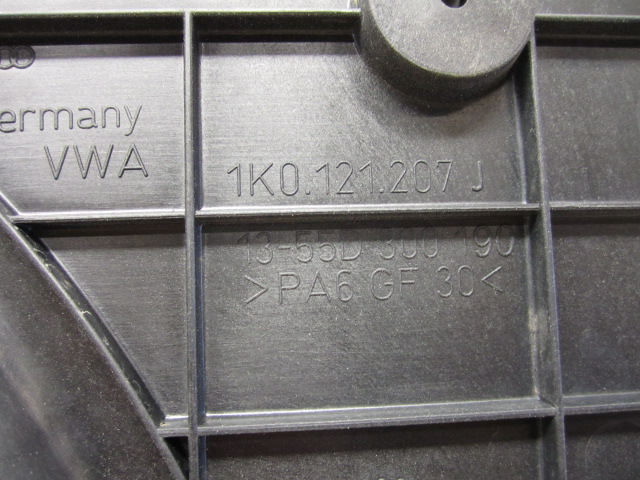 ermany
VWA
1K0.121.207 J
13-55D 300 190
>PA6 GF 30<